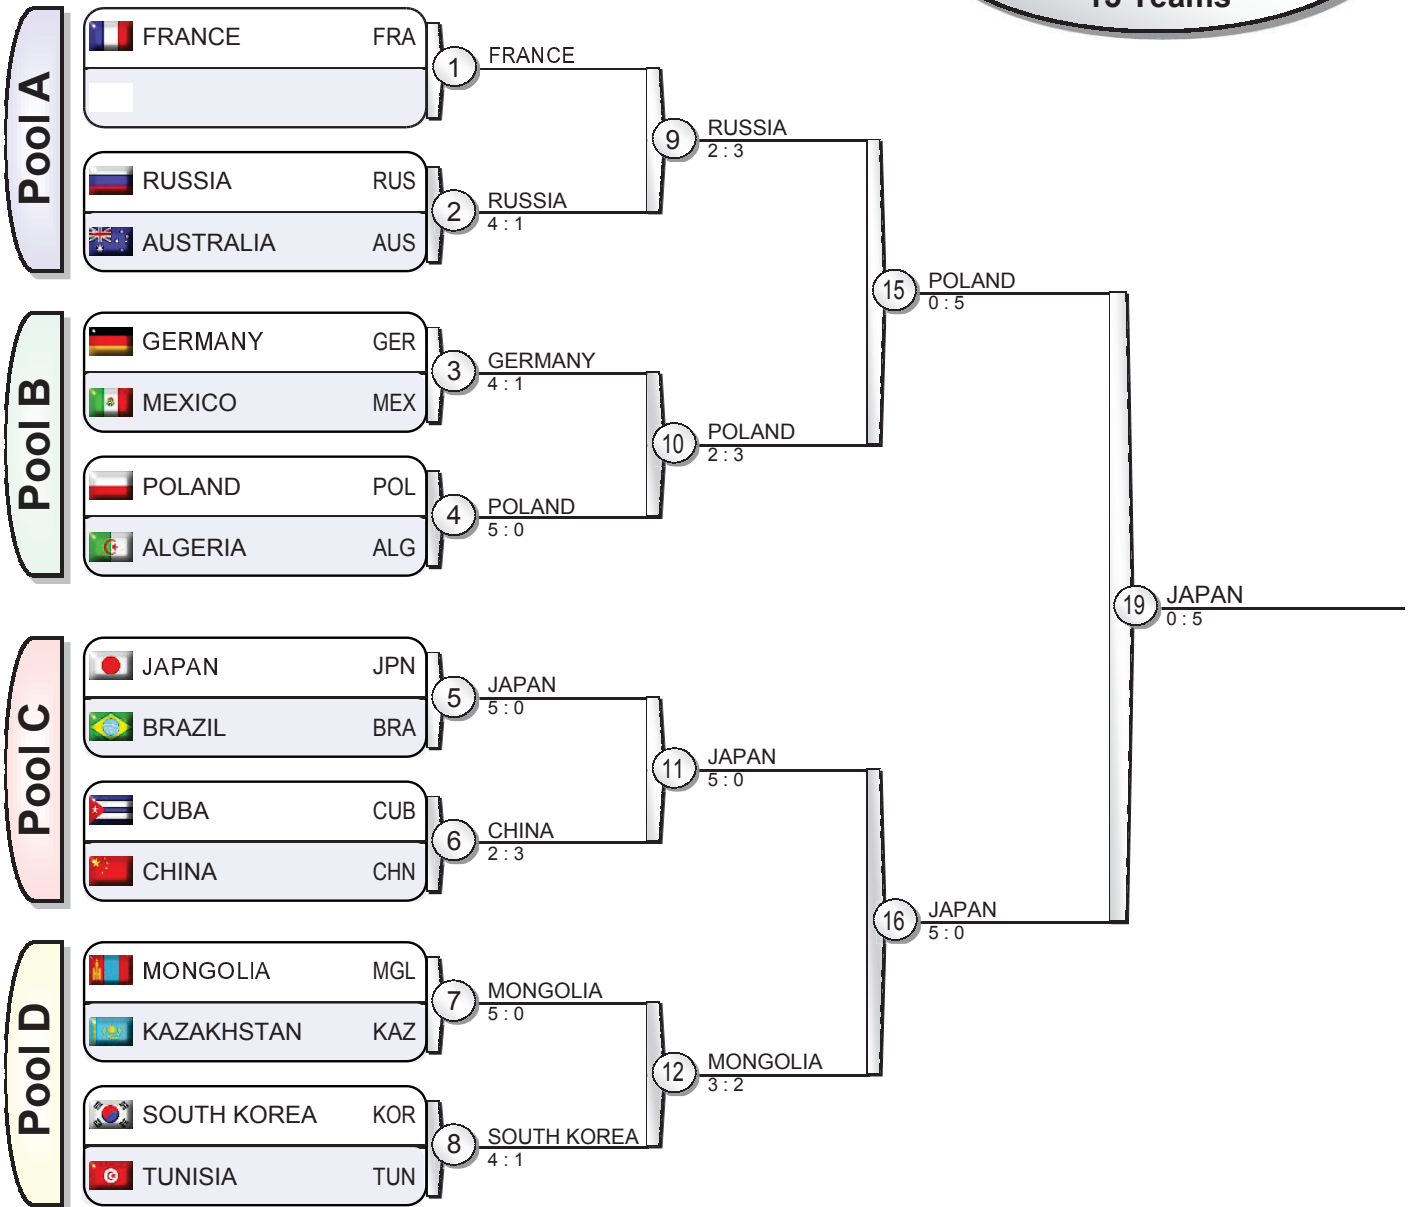 15 Teams
Pool A
FRANCE FRA
RUSSIA RUS
AUSTRALIA AUS
1 FRANCE
2 RUSSIA
4 : 1
9 RUSSIA
2 : 3
Pool B
GERMANY GER
MEXICO MEX
POLAND POL
ALGERIA ALG
3 GERMANY
4 : 1
4 POLAND
5 : 0
10 POLAND
2 : 3
15 POLAND
0 : 5
Pool C
JAPAN JPN
BRAZIL BRA
CUBA CUB
CHINA CHN
5 JAPAN
5 : 0
6 CHINA
2 : 3
11 JAPAN
5 : 0
Pool D
MONGOLIA MGL
KAZAKHSTAN KAZ
SOUTH KOREA KOR
TUNISIA TUN
7 MONGOLIA
5 : 0
8 SOUTH KOREA
4 : 1
12 MONGOLIA
3 : 2
16 JAPAN
5 : 0
19 JAPAN
0 : 5